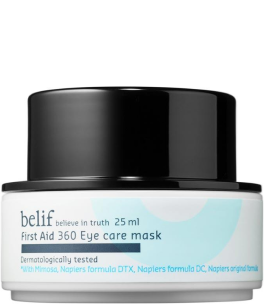 belif believe in truth 25 ml
First Aid 360 Eye care mask
Dermatologically tested
*With Mimosa, Napiers formula DTX, Napiers formula DC, Napiers original formula